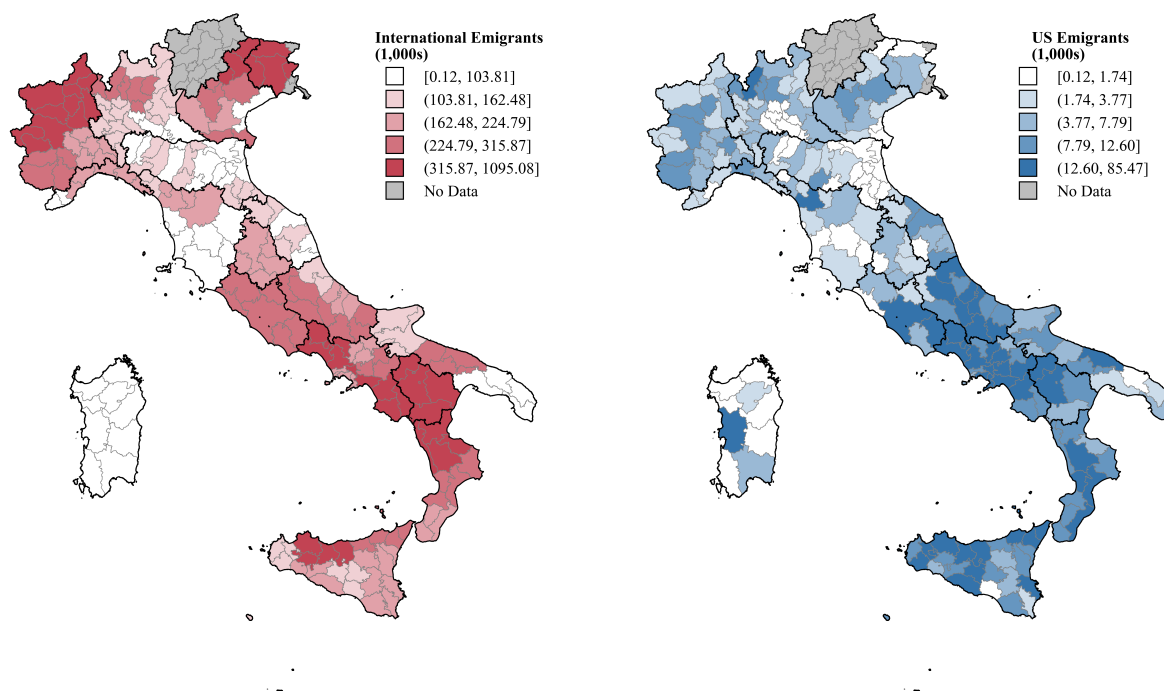 International Emigrants
(1,000s)
[0.12, 103.81]
(103.81, 162.48]
(162.48, 224.79]
(224.79, 315.87]
(315.87, 1095.08]
No Data
US Emigrants
(1,000s)
[0.12, 1.74]
(1.74, 3.77]
(3.77, 7.79]
(7.79, 12.60]
(12.60, 85.47]
No Data